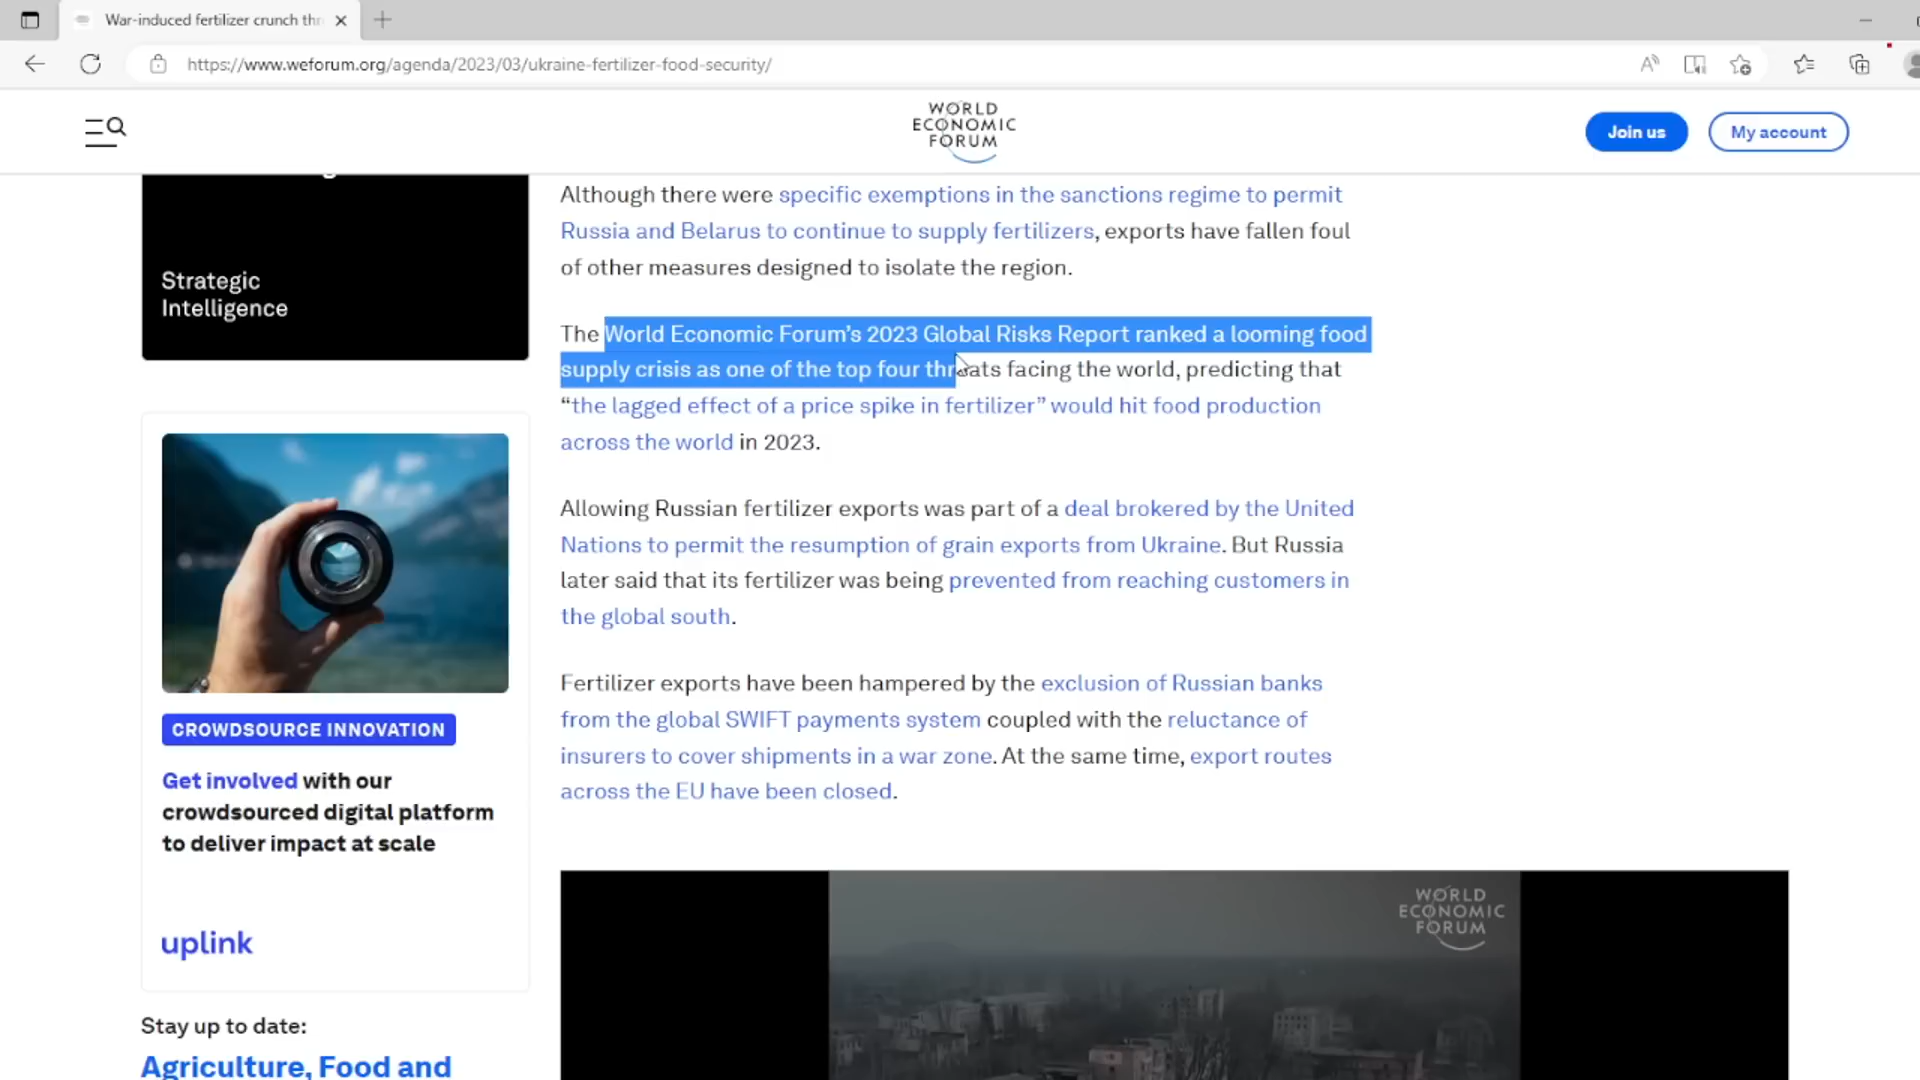 War-induced fertilizer crunch thr
https://www.weforum.org/agenda/2023/03/ukraine-fertilizer-food-security/
WORLD
ECONOMIC
FORUM
Join us
My account
Strategic
Intelligence
Although there were specific exemptions in the sanctions regime to permit
Russia and Belarus to continue to supply fertilizers, exports have fallen foul
of other measures designed to isolate the region.
The World Economic Forum’s 2023 Global Risks Report ranked a looming food
supply crisis as one of the top four threats facing the world, predicting that
“the lagged effect of a price spike in fertilizer” would hit food production
across the world in 2023.
Allowing Russian fertilizer exports was part of a deal brokered by the United
Nations to permit the resumption of grain exports from Ukraine. But Russia
later said that its fertilizer was being prevented from reaching customers in
the global south.
Fertilizer exports have been hampered by the exclusion of Russian banks
from the global SWIFT payments system coupled with the reluctance of
insurers to cover shipments in a war zone. At the same time, export routes
across the EU have been closed.
CROWDSOURCE INNOVATION
Get involved with our
crowdsourced digital platform
to deliver impact at scale
uplink
Stay up to date:
Agriculture, Food and
WORLD
ECONOMIC
FORUM